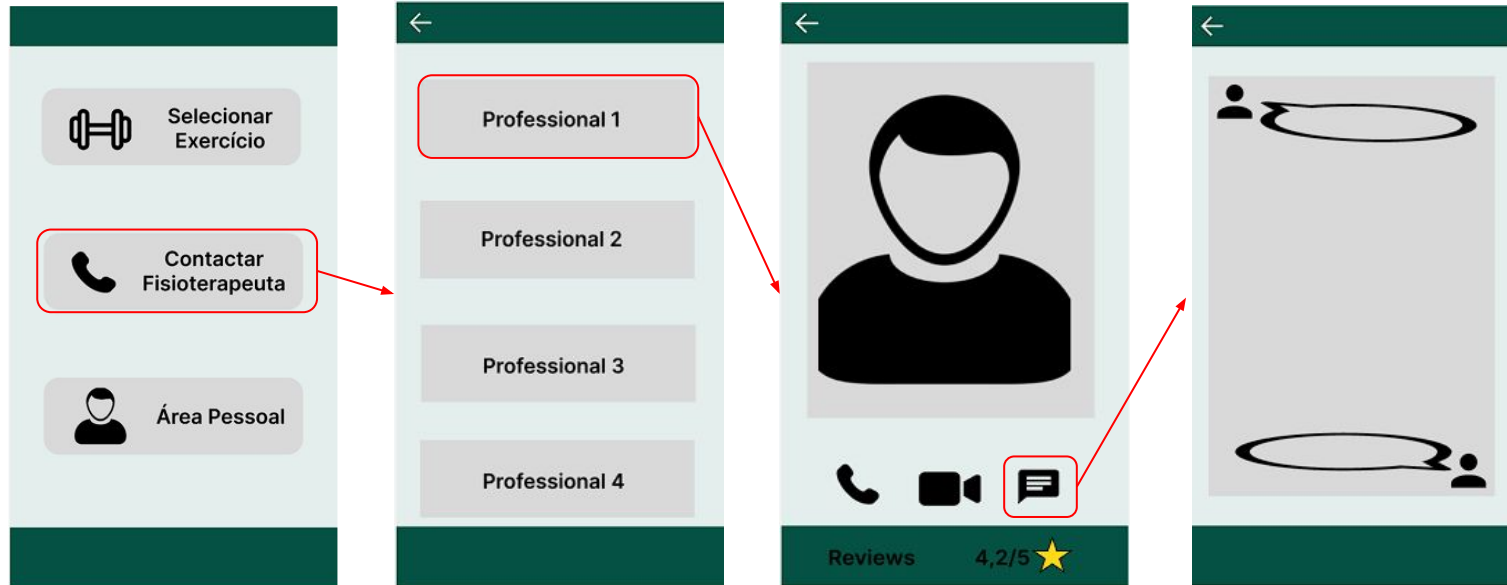 Selecionar
Exercício
Contactar
Fisioterapeuta
Área Pessoal
Professional 1
Professional 2
Professional 3
Professional 4
Reviews 4,2/5